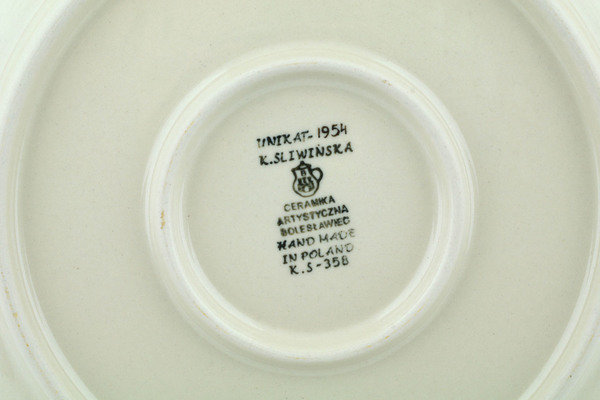 UNIKAT-1954
K.SLIWIŃSKA
CERAMIKA
ARTYSTYCZNA
BOLESŁAWIEC
HAND MADE
IN POLAND
K.S-358